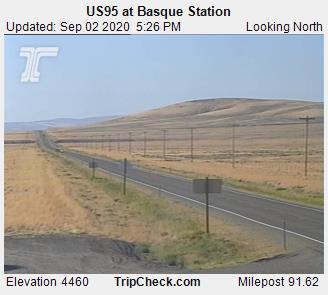 US95 at Basque Station
Updated: Sep 02 2020 5:26 PM Looking North
Elevation 4460 TripCheck.com Milepost 91.62